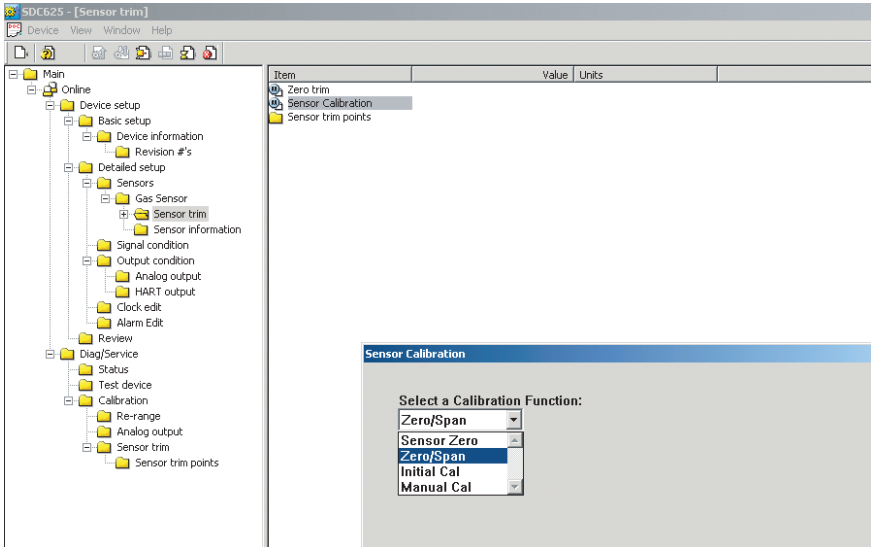 SDC625 - [Sensor trim]
Device View Window Help
Main
Online
Device setup
Basic setup
Device information
Revision #'s
Detailed setup
Sensors
Gas Sensor
Sensor trim
Sensor information
Signal condition
Output condition
Analog output
HART output
Clock edit
Alarm Edit
Review
Diag/Service
Status
Test device
Calibration
Re-range
Analog output
Sensor trim
Sensor trim points
Item Value Units
Zero trim
Sensor Calibration
Sensor trim points
Sensor Calibration
Select a Calibration Function:
Zero/Span
Sensor Zero
Zero/Span
Initial Cal
Manual Cal